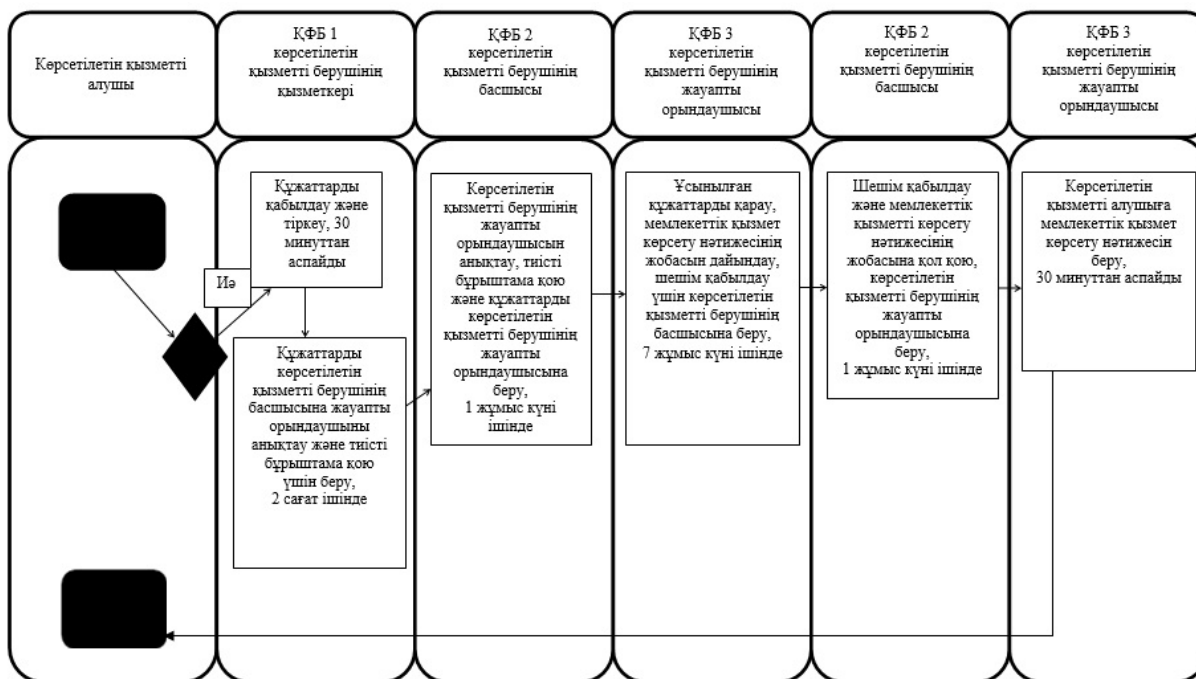 Көрсетілетін қызметті
алушы
ҚФБ 1
көрсетілетін
қызметті берушінің
қызметкері
ҚФБ 2
көрсетілетін
қызметті берушінің
басшысы
ҚФБ 3
көрсетілетін
қызметті берушінің
жауапты
орындаушысы
ҚФБ 2
көрсетілетін
қызметті берушінің
басшысы
ҚФБ 3
көрсетілетін
қызметті берушінің
жауапты
орындаушысы
Иә
Құжаттарды
қабылдау және
тіркеу, 30
минуттан
аспайды
Құжаттарды
көрсетілетін
қызметті берушінің
басшысына жауапты
орындаушыны
анықтау және тиісті
бұрыштама қою
үшін беру,
2 сағат ішінде
Көрсетілетін
қызметті берушінің
жауапты
орындаушысын
анықтау, тиісті
бұрыштама қою
және құжаттарды
көрсетілетін
қызметті берушінің
жауапты
орындаушысына
беру,
1 жұмыс күні
ішінде
Ұсынылған
құжаттарды қарау,
мемлекеттік қызмет
көрсету нәтижесінің
жобасын дайындау,
шешім қабылдау
үшін көрсетілетін
қызметті берушінің
басшысына беру,
7 жұмыс күні ішінде
Шешім қабылдау
және мемлекеттік
қызметті көрсету
нәтижесінің
жобасына қол қою,
көрсетілетін
қызметті берушінің
жауапты
орындаушысына
беру,
1 жұмыс күні ішінде
Көрсетілетін
қызметті алушыға
мемлекеттік қызмет
көрсету нәтижесін
беру,
30 минуттан аспайды